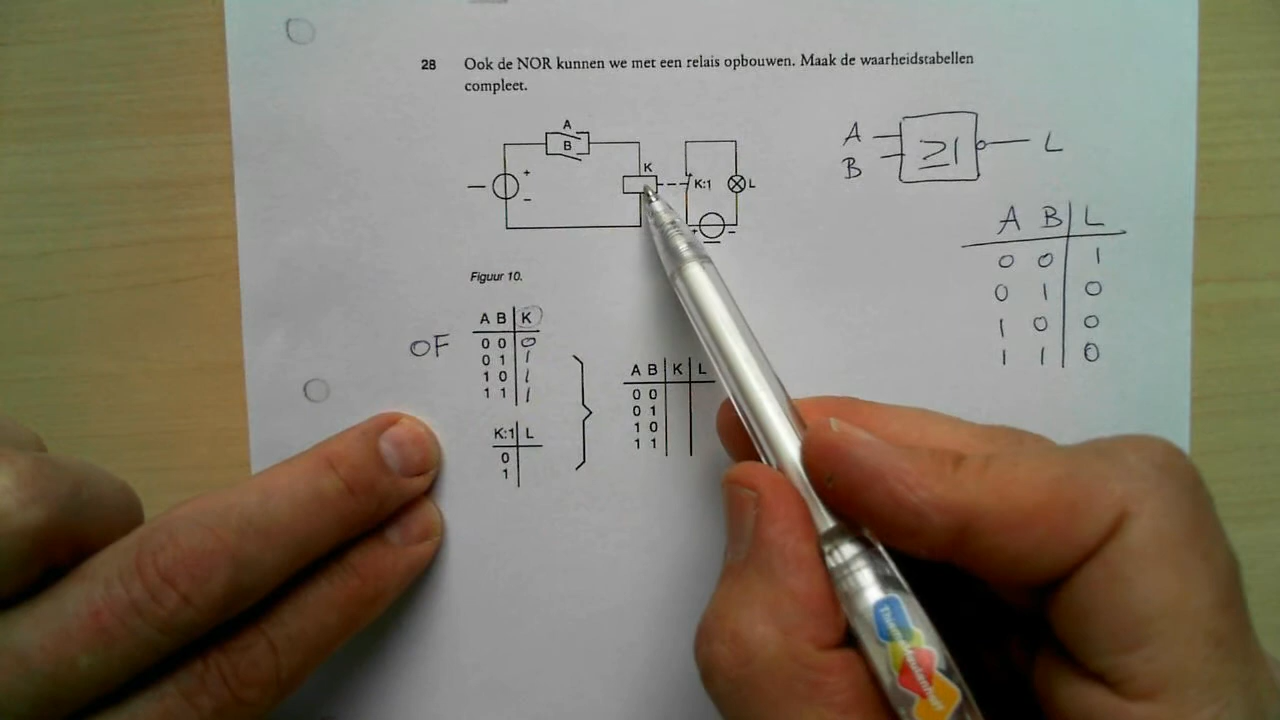 28 Ook de NOR kunnen we met een relais opbouwen. Maak de waarheidstabellen
compleet.
A
B
+
−
K
K:1
L
+ −
Figuur 10.
A B K
0 0 0
0 1 1
1 0 1
1 1 1
OF
K:1 L
0
1
A B K L
0 0
0 1
1 0
1 1
A
B
≥1
L
A B L
0 0 1
0 1 0
1 0 0
1 1 0